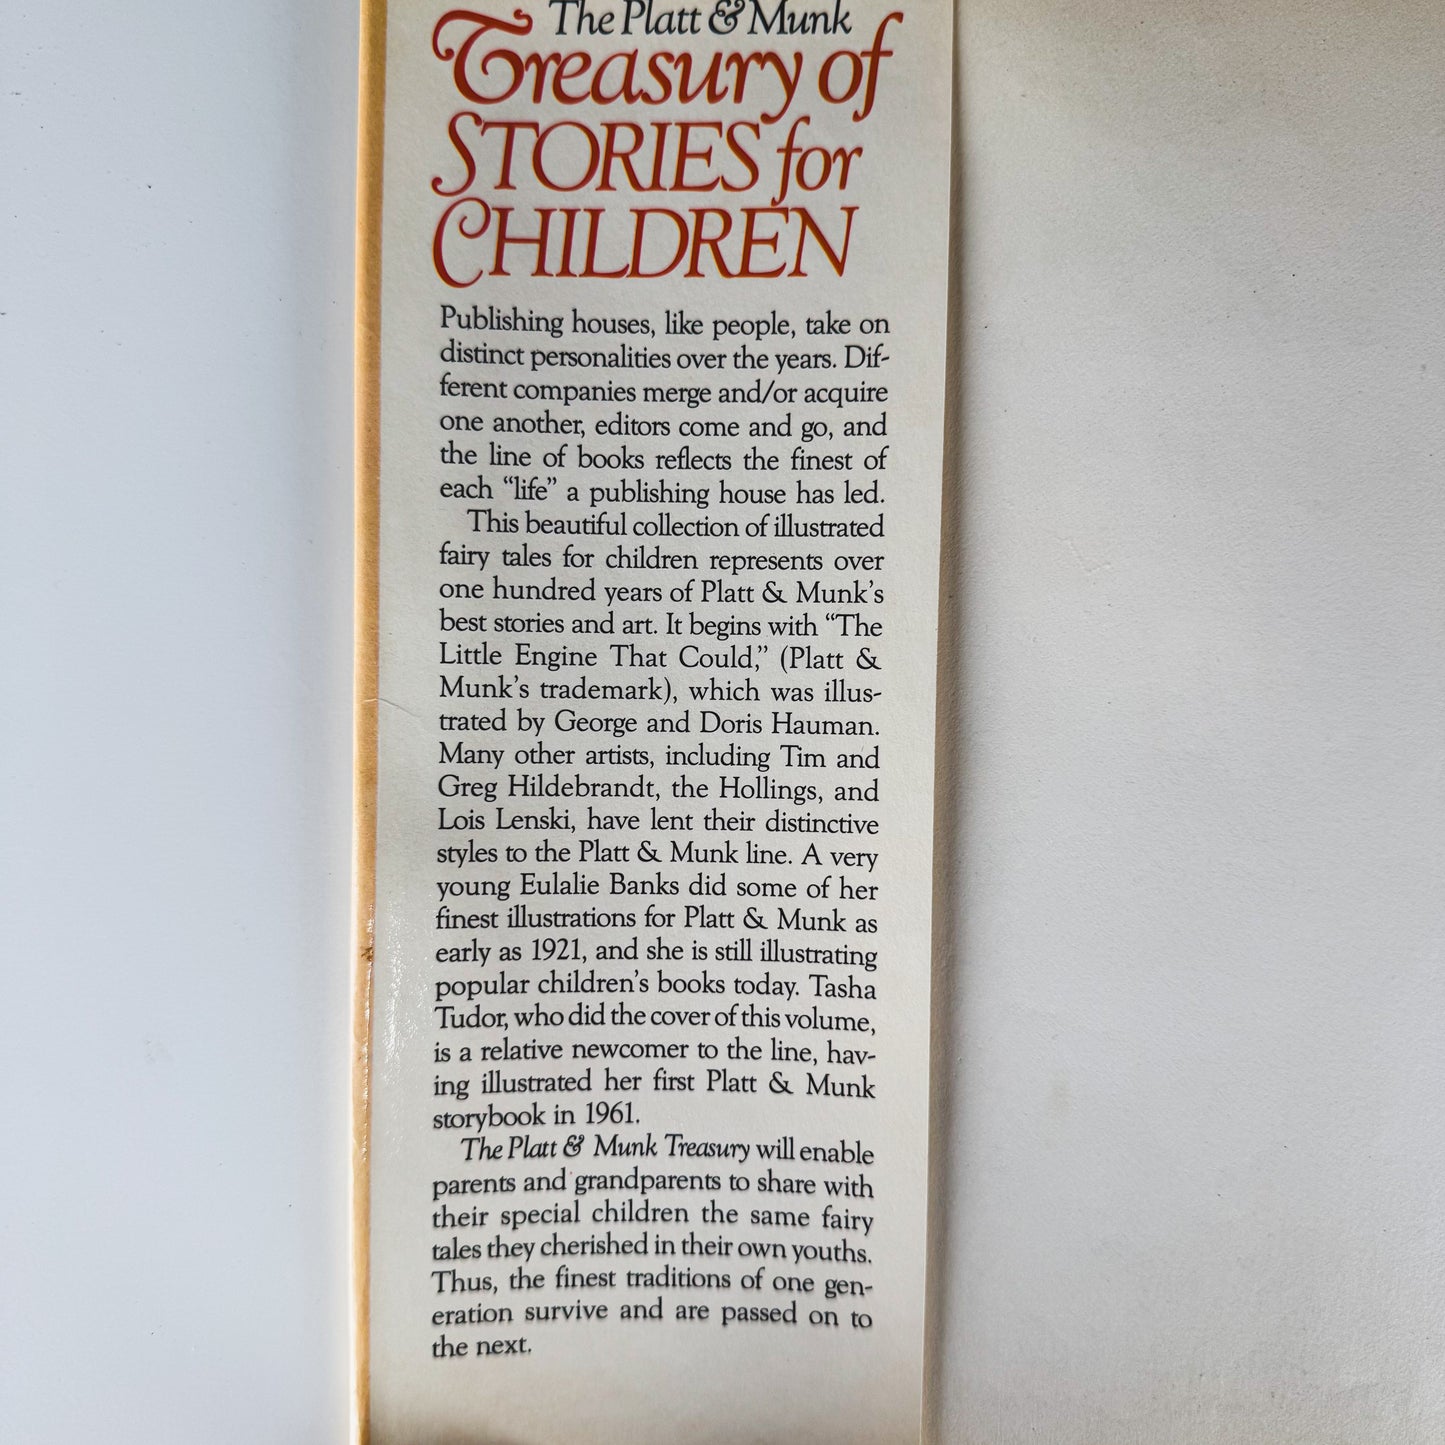 The Platt & Munk
Treasury of
STORIES for
CHILDREN
Publishing houses, like people, take on
distinct personalities over the years. Dif-
ferent companies merge and/or acquire
one another, editors come and go, and
the line of books reflects the finest of
each “life” a publishing house has led.
This beautiful collection of illustrated
fairy tales for children represents over
one hundred years of Platt & Munk’s
best stories and art. It begins with “The
Little Engine That Could,” (Platt &
Munk’s trademark), which was illus-
trated by George and Doris Hauman.
Many other artists, including Tim and
Greg Hildebrandt, the Hollings, and
Lois Lenski, have lent their distinctive
styles to the Platt & Munk line. A very
young Eulalie Banks did some of her
finest illustrations for Platt & Munk as
early as 1921, and she is still illustrating
popular children’s books today. Tasha
Tudor, who did the cover of this volume,
is a relative newcomer to the line, hav-
ing illustrated her first Platt & Munk
storybook in 1961.
The Platt & Munk Treasury will enable
parents and grandparents to share with
their special children the same fairy
tales they cherished in their own youths.
Thus, the finest traditions of one gen-
eration survive and are passed on to
the next.